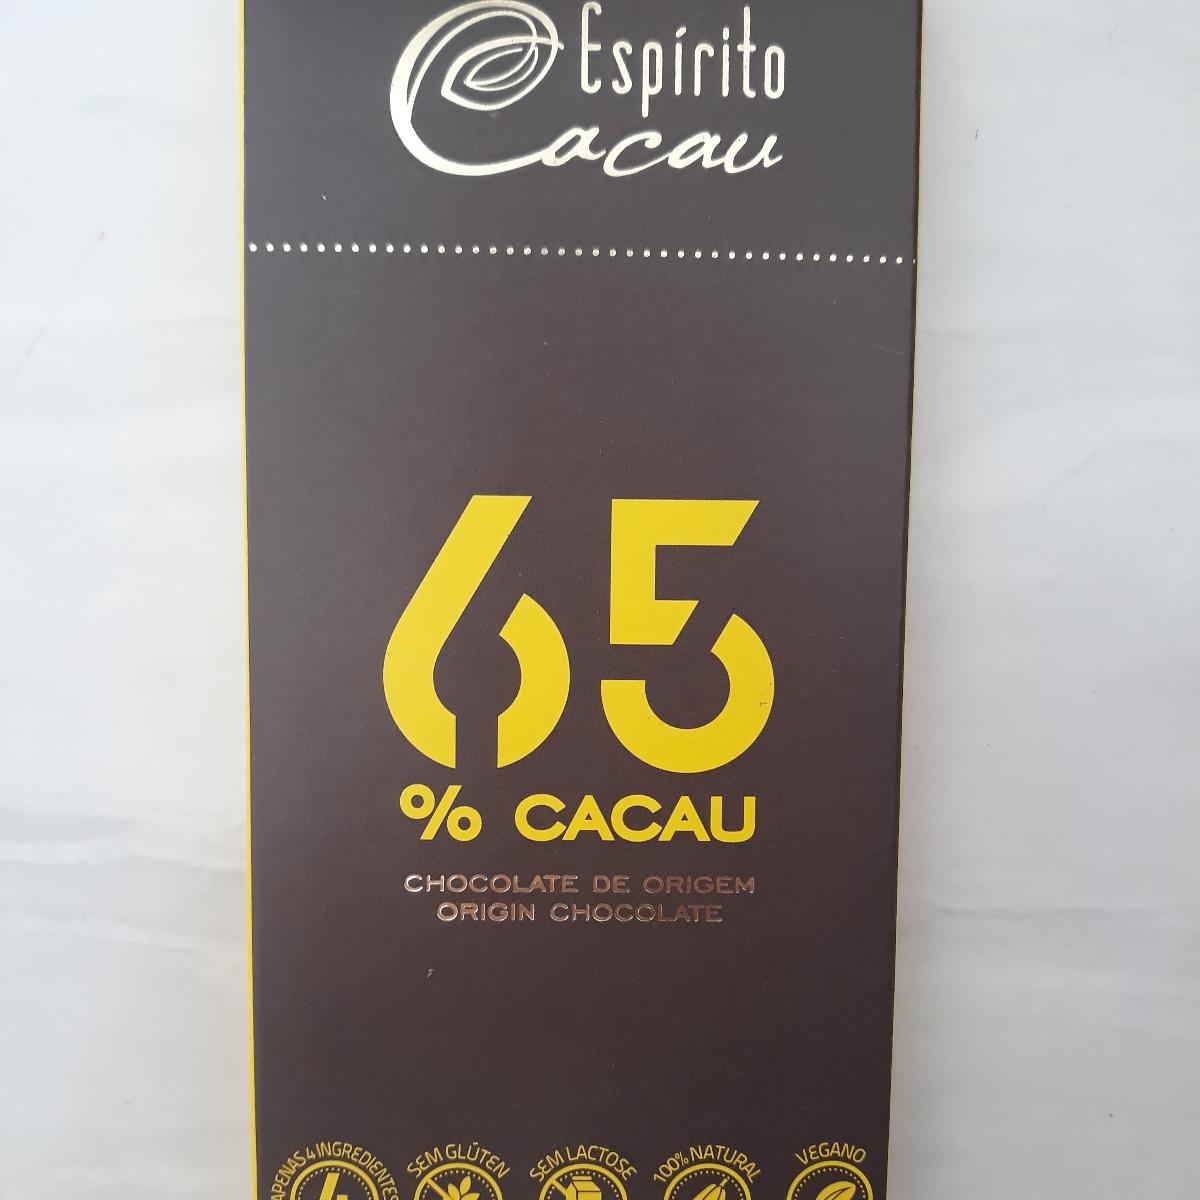 Espírito
Cacau
65
% CACAU
CHOCOLATE DE ORIGEM
ORIGIN CHOCOLATE
APENAS 4 INGREDIENTES
4
SEM GLÚTEN
SEM LACTOSE
100% NATURAL
VEGANO